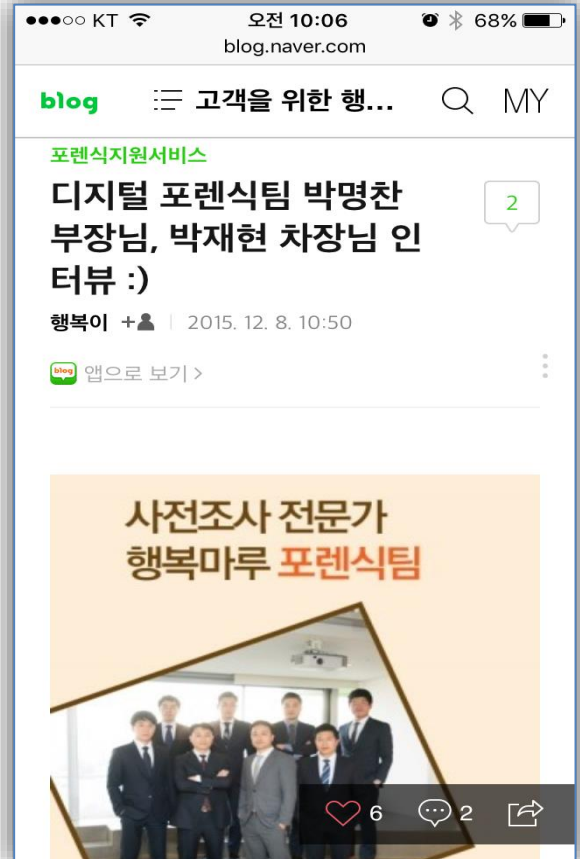 KT 오전 10:06 68%
blog.naver.com
blog 고객을 위한 행... MY
포렌식지원서비스
디지털 포렌식팀 박명찬
부장님, 박재현 차장님 인
터뷰 :)
2
행복이 + 2015. 12. 8. 10:50
blog 앱으로 보기 >
사전조사 전문가
행복마루 포렌식팀
6 2